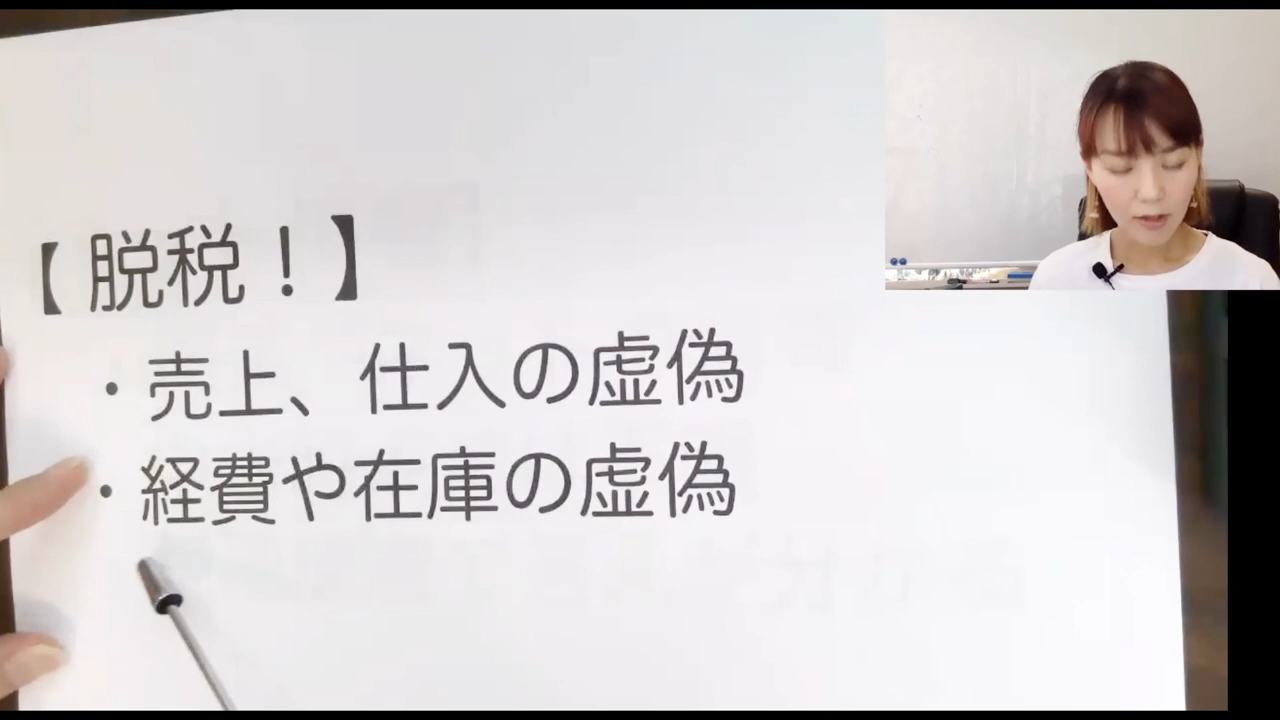 【脱税！】
・売上、仕入の虚偽
・経費や在庫の虚偽